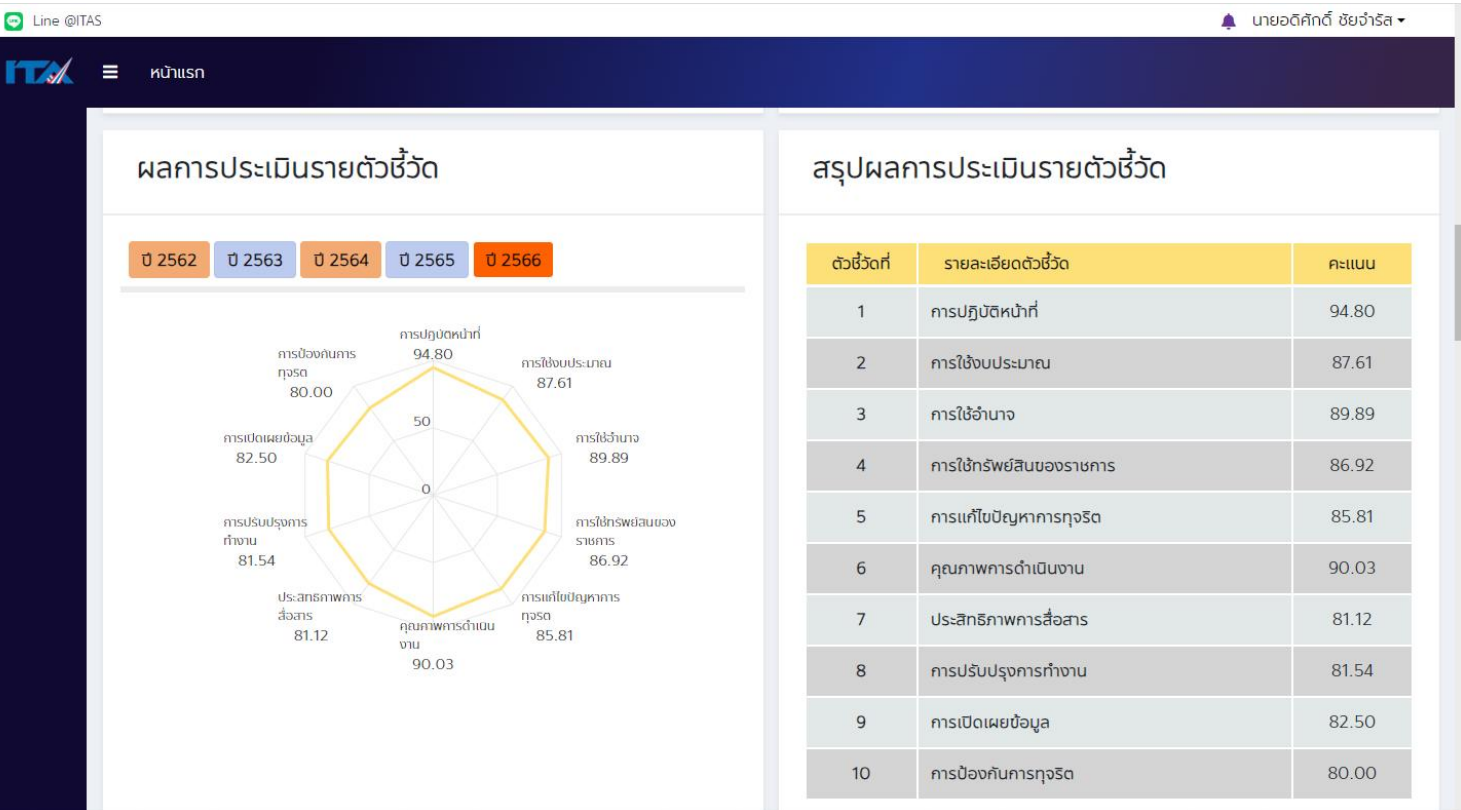 Line @ITAS
นายอดิศักดิ์ ชัยจำรัส
ITA
หน้าแรก
ผลการประเมินรายตัวชี้วัด
ปี 2562 ปี 2563 ปี 2564 ปี 2565 ปี 2566
การปฏิบัติหน้าที่
94.80
การใช้งบประมาณ
87.61
การใช้อำนาจ
89.89
การใช้ทรัพย์สินของ
ราชการ
86.92
การแก้ไขปัญหาการ
ทุจริต
85.81
คุณภาพการดำเนิน
งาน
90.03
ประสิทธิภาพการ
สื่อสาร
81.12
การปรับปรุงการ
ทำงาน
81.54
การเปิดเผยข้อมูล
82.50
การป้องกันการ
ทุจริต
80.00
50
0
สรุปผลการประเมินรายตัวชี้วัด
ตัวชี้วัดที่ รายละเอียดตัวชี้วัด คะแนน
1 การปฏิบัติหน้าที่ 94.80
2 การใช้งบประมาณ 87.61
3 การใช้อำนาจ 89.89
4 การใช้ทรัพย์สินของราชการ 86.92
5 การแก้ไขปัญหาการทุจริต 85.81
6 คุณภาพการดำเนินงาน 90.03
7 ประสิทธิภาพการสื่อสาร 81.12
8 การปรับปรุงการทำงาน 81.54
9 การเปิดเผยข้อมูล 82.50
10 การป้องกันการทุจริต 80.00